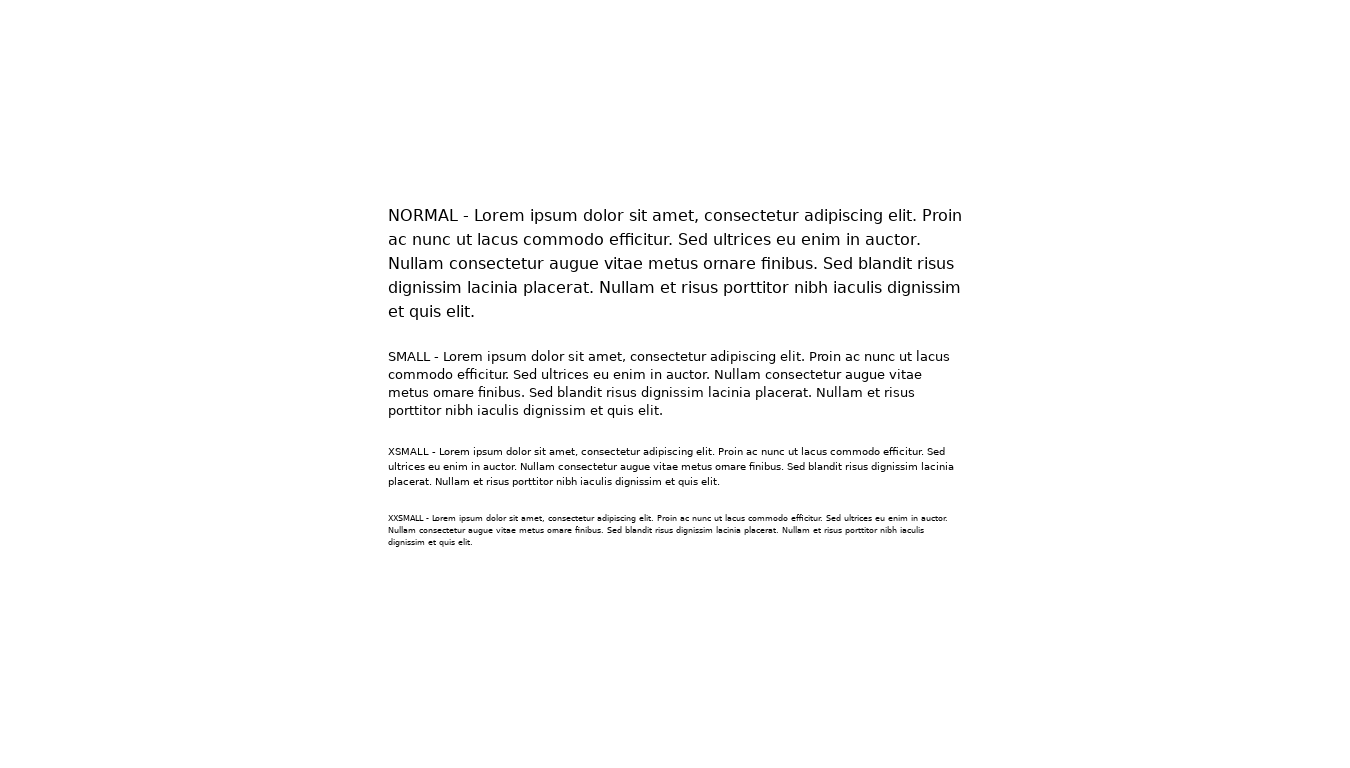 NORMAL - Lorem ipsum dolor sit amet, consectetur adipiscing elit. Proin
ac nunc ut lacus commodo efficitur. Sed ultrices eu enim in auctor.
Nullam consectetur augue vitae metus ornare finibus. Sed blandit risus
dignissim lacinia placerat. Nullam et risus porttitor nibh iaculis dignissim
et quis elit.
SMALL - Lorem ipsum dolor sit amet, consectetur adipiscing elit. Proin ac nunc ut lacus
commodo efficitur. Sed ultrices eu enim in auctor. Nullam consectetur augue vitae
metus ornare finibus. Sed blandit risus dignissim lacinia placerat. Nullam et risus
porttitor nibh iaculis dignissim et quis elit.
XSMALL - Lorem ipsum dolor sit amet, consectetur adipiscing elit. Proin ac nunc ut lacus commodo efficitur. Sed
ultrices eu enim in auctor. Nullam consectetur augue vitae metus ornare finibus. Sed blandit risus dignissim lacinia
placerat. Nullam et risus porttitor nibh iaculis dignissim et quis elit.
XXSMALL - Lorem ipsum dolor sit amet, consectetur adipiscing elit. Proin ac nunc ut lacus commodo efficitur. Sed ultrices eu enim in auctor.
Nullam consectetur augue vitae metus ornare finibus. Sed blandit risus dignissim lacinia placerat. Nullam et risus porttitor nibh iaculis
dignissim et quis elit.